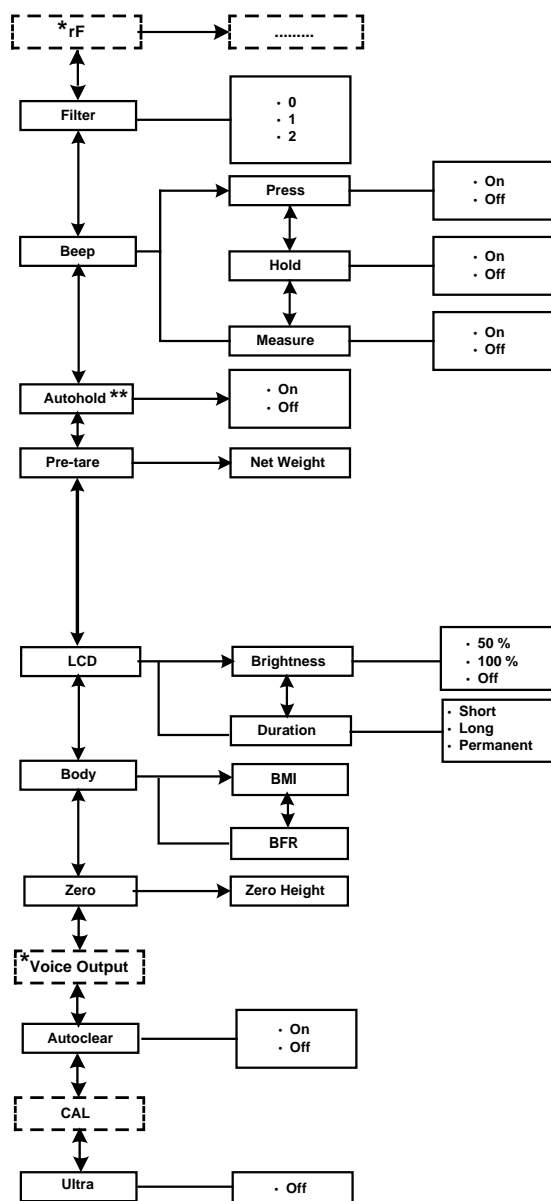 *rF
.........
Filter
· 0
· 1
· 2
Beep
Press
· On
· Off
Hold
· On
· Off
Measure
· On
· Off
Autohold **
· On
· Off
Pre-tare
Net Weight
LCD
Brightness
· 50 %
· 100 %
· Off
Duration
· Short
· Long
· Permanent
Body
BMI
BFR
Zero
Zero Height
*Voice Output
Autoclear
· On
· Off
CAL
Ultra
· Off